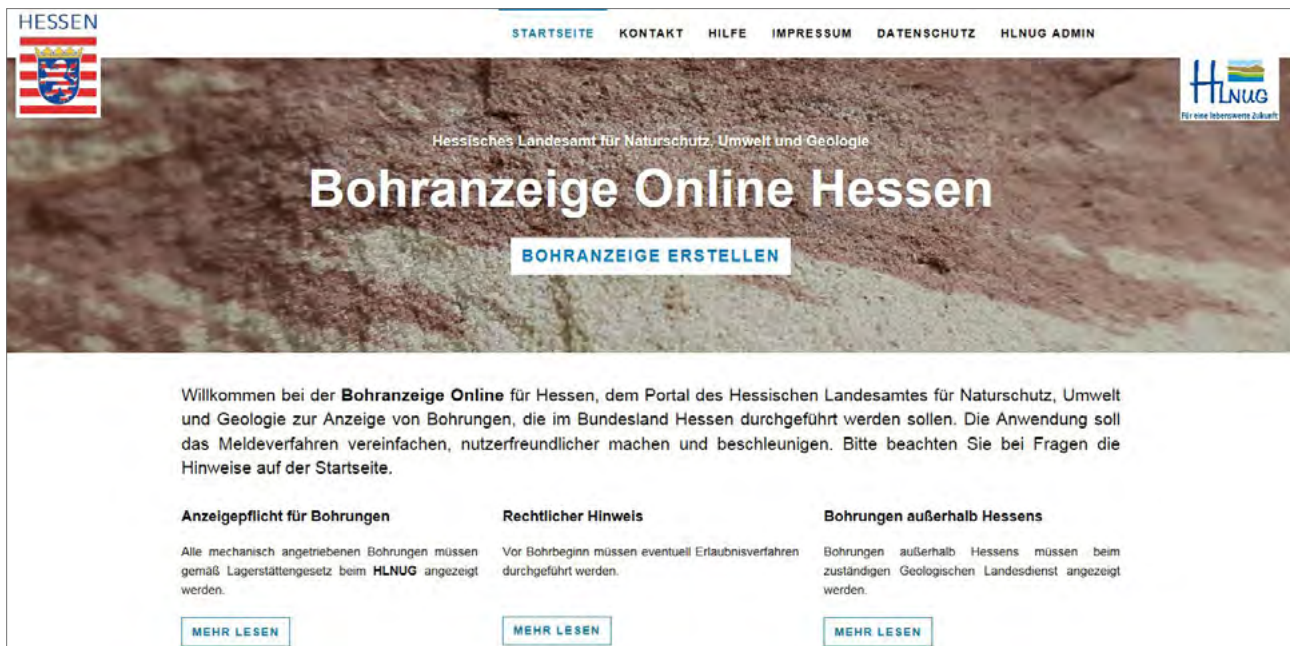 HESSEN
STARTSEITE KONTAKT HILFE IMPRESSUM DATENSCHUTZ HLNUG ADMIN
HLNUG
Für eine lebenswerte Zukunft
Hessisches Landesamt für Naturschutz, Umwelt und Geologie
Bohranzeige Online Hessen
BOHRANZEIGE ERSTELLEN
Willkommen bei der Bohranzeige Online für Hessen, dem Portal des Hessischen Landesamtes für Naturschutz, Umwelt
und Geologie zur Anzeige von Bohrungen, die im Bundesland Hessen durchgeführt werden sollen. Die Anwendung soll
das Meldeverfahren vereinfachen, nutzerfreundlicher machen und beschleunigen. Bitte beachten Sie bei Fragen die
Hinweise auf der Startseite.
Anzeigepflicht für Bohrungen
Alle mechanisch angetriebenen Bohrungen müssen
gemäß Lagerstättengesetz beim HLNUG angezeigt
werden.
MEHR LESEN
Rechtlicher Hinweis
Vor Bohrbeginn müssen eventuell Erlaubnisverfahren
durchgeführt werden.
MEHR LESEN
Bohrungen außerhalb Hessens
Bohrungen außerhalb Hessens müssen beim
zuständigen Geologischen Landesdienst angezeigt
werden.
MEHR LESEN